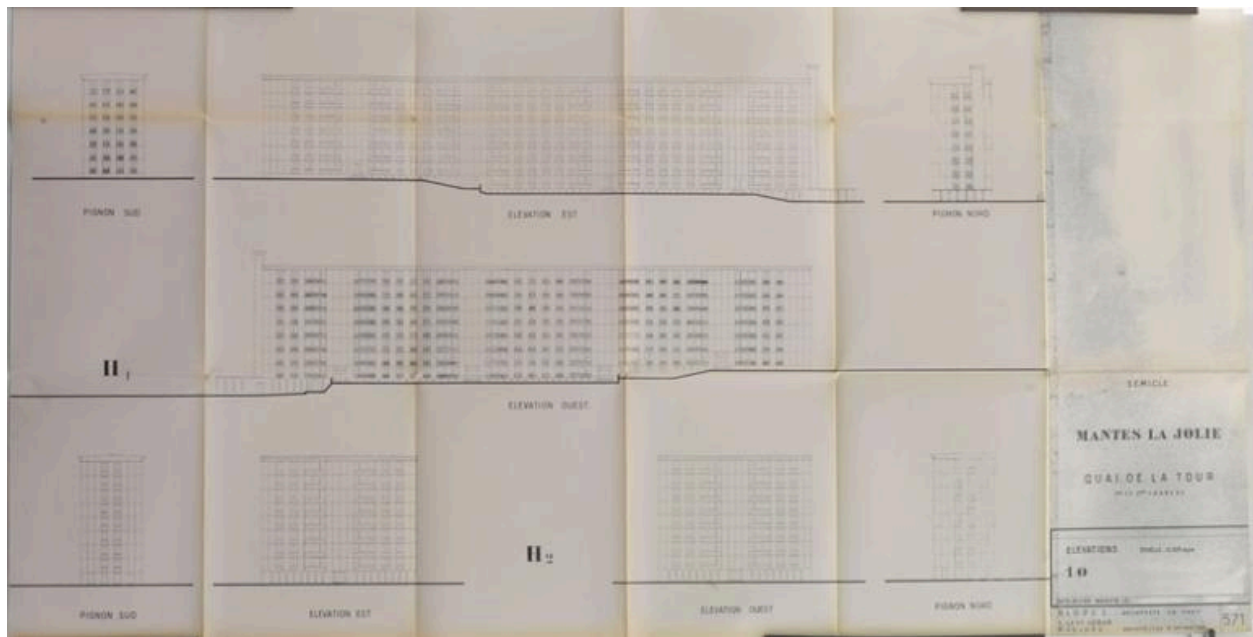 PIGNON SUD
ELEVATION EST
PIGNON NORD
H1
ELEVATION OUEST
H2
PIGNON SUD
ELEVATION EST
ELEVATION OUEST
PIGNON NORD
SEMICLE
MANTES LA JOLIE
QUAI DE LA TOUR
ELEVATIONS
10
571